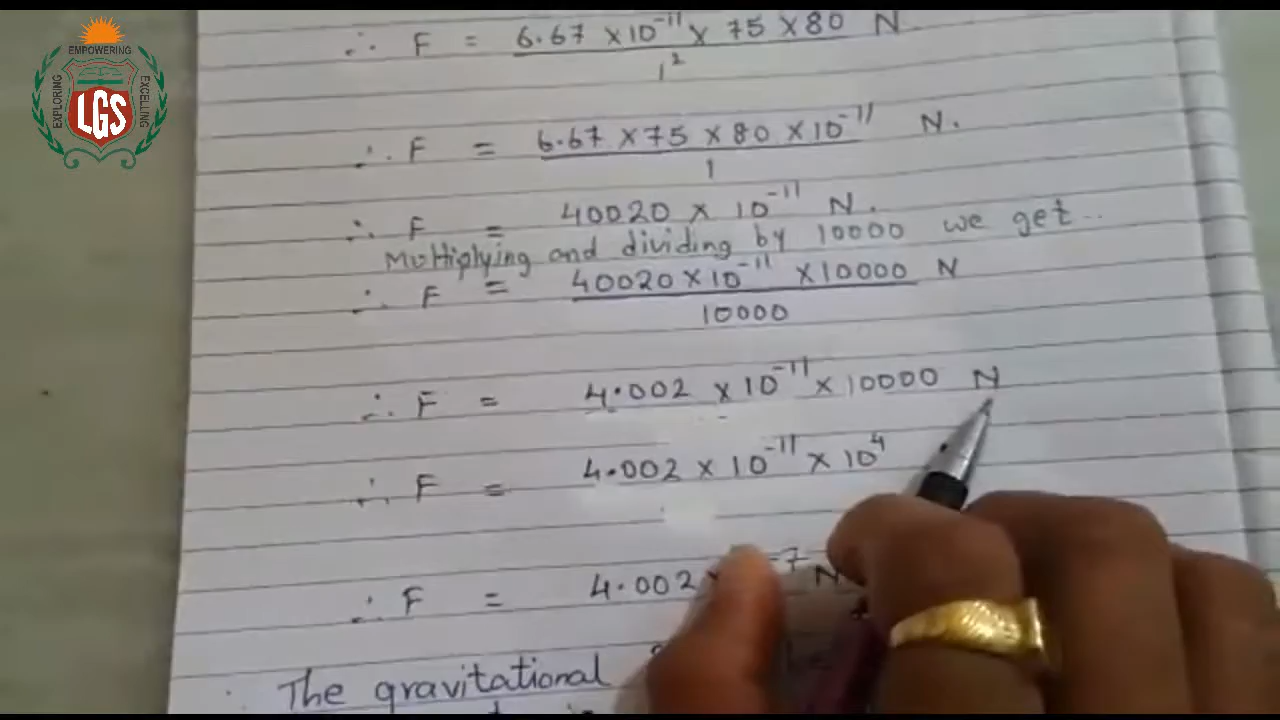 EMPOWERING
EXPLORING
EXCELLING
LGS
∴ F = 6.67 × 10⁻¹¹ × 75 × 80 N
1²
∴ F = 6.67 × 75 × 80 × 10⁻¹¹ N.
1
∴ F = 40020 × 10⁻¹¹ N.
Multiplying and dividing by 10000 we get..
∴ F = 40020 × 10⁻¹¹ × 10000 N
10000
∴ F = 4.002 × 10⁻¹¹ × 10000 N
∴ F = 4.002 × 10⁻¹¹ × 10⁴
∴ F = 4.002 × ⁻⁷ N
The gravitational